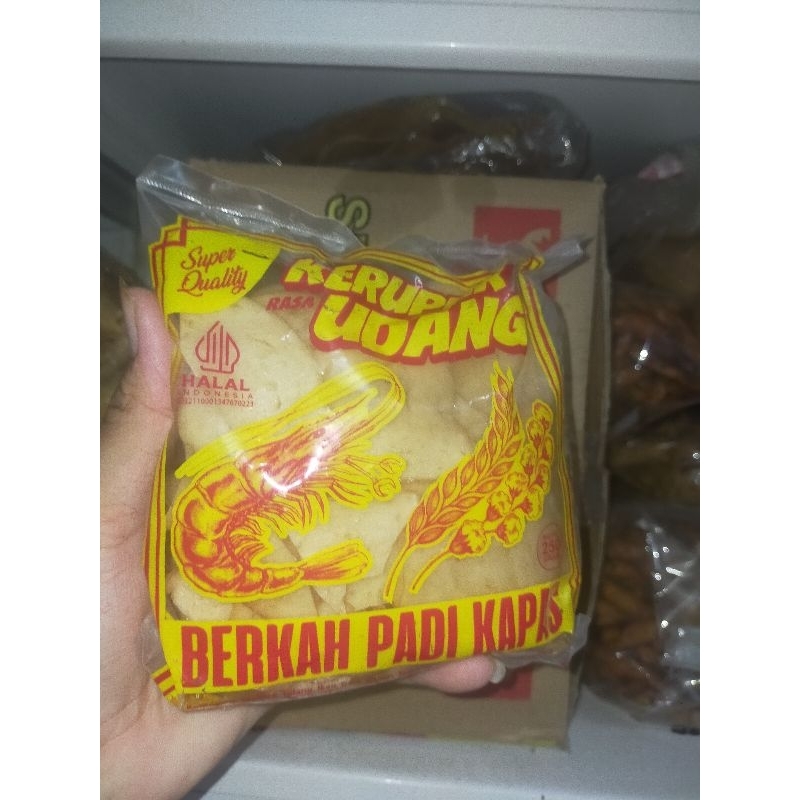 Super
Quality
KERUPUK
RASA
UDANG
HALAL
INDONESIA
BERKAH PADI KAPAS